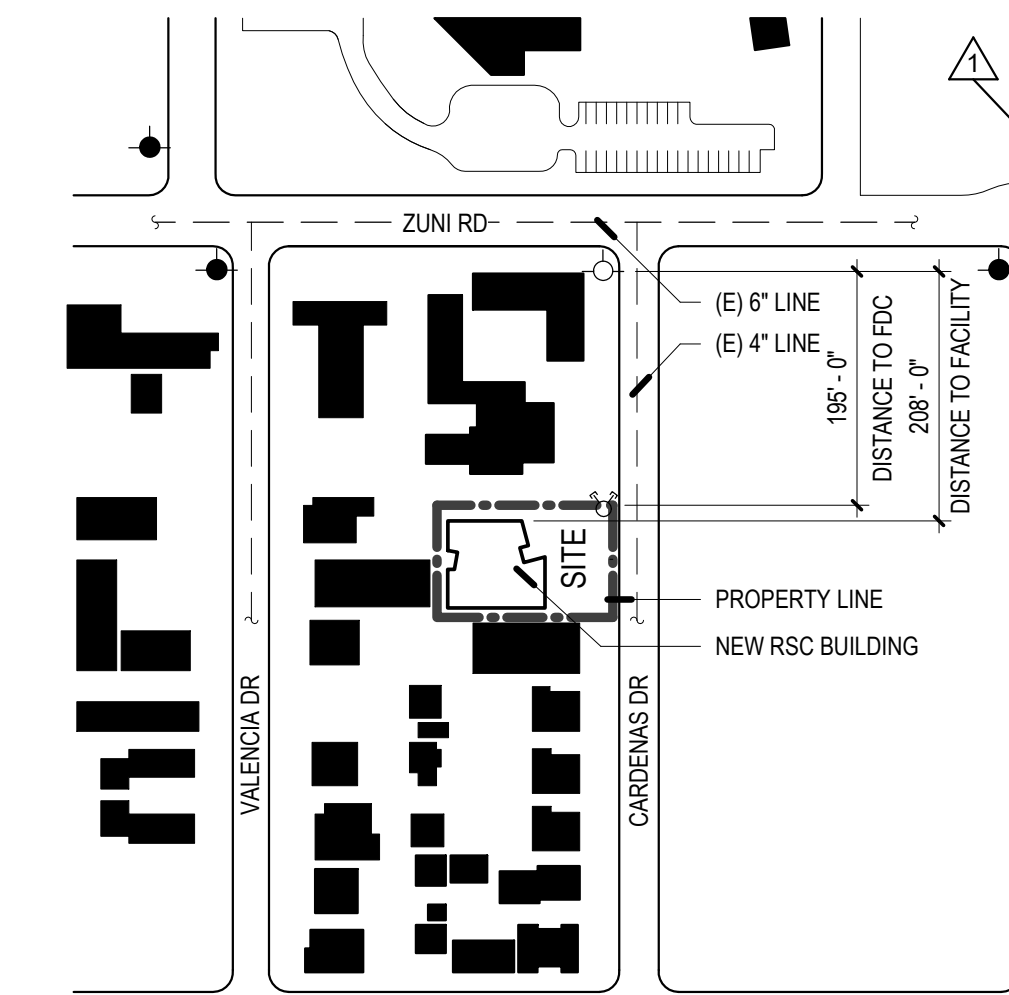 1
ZUNI RD
(E) 6" LINE
(E) 4" LINE
195' - 0"
DISTANCE TO FDC
208' - 0"
DISTANCE TO FACILITY
SITE
PROPERTY LINE
NEW RSC BUILDING
VALENCIA DR
CARDENAS DR